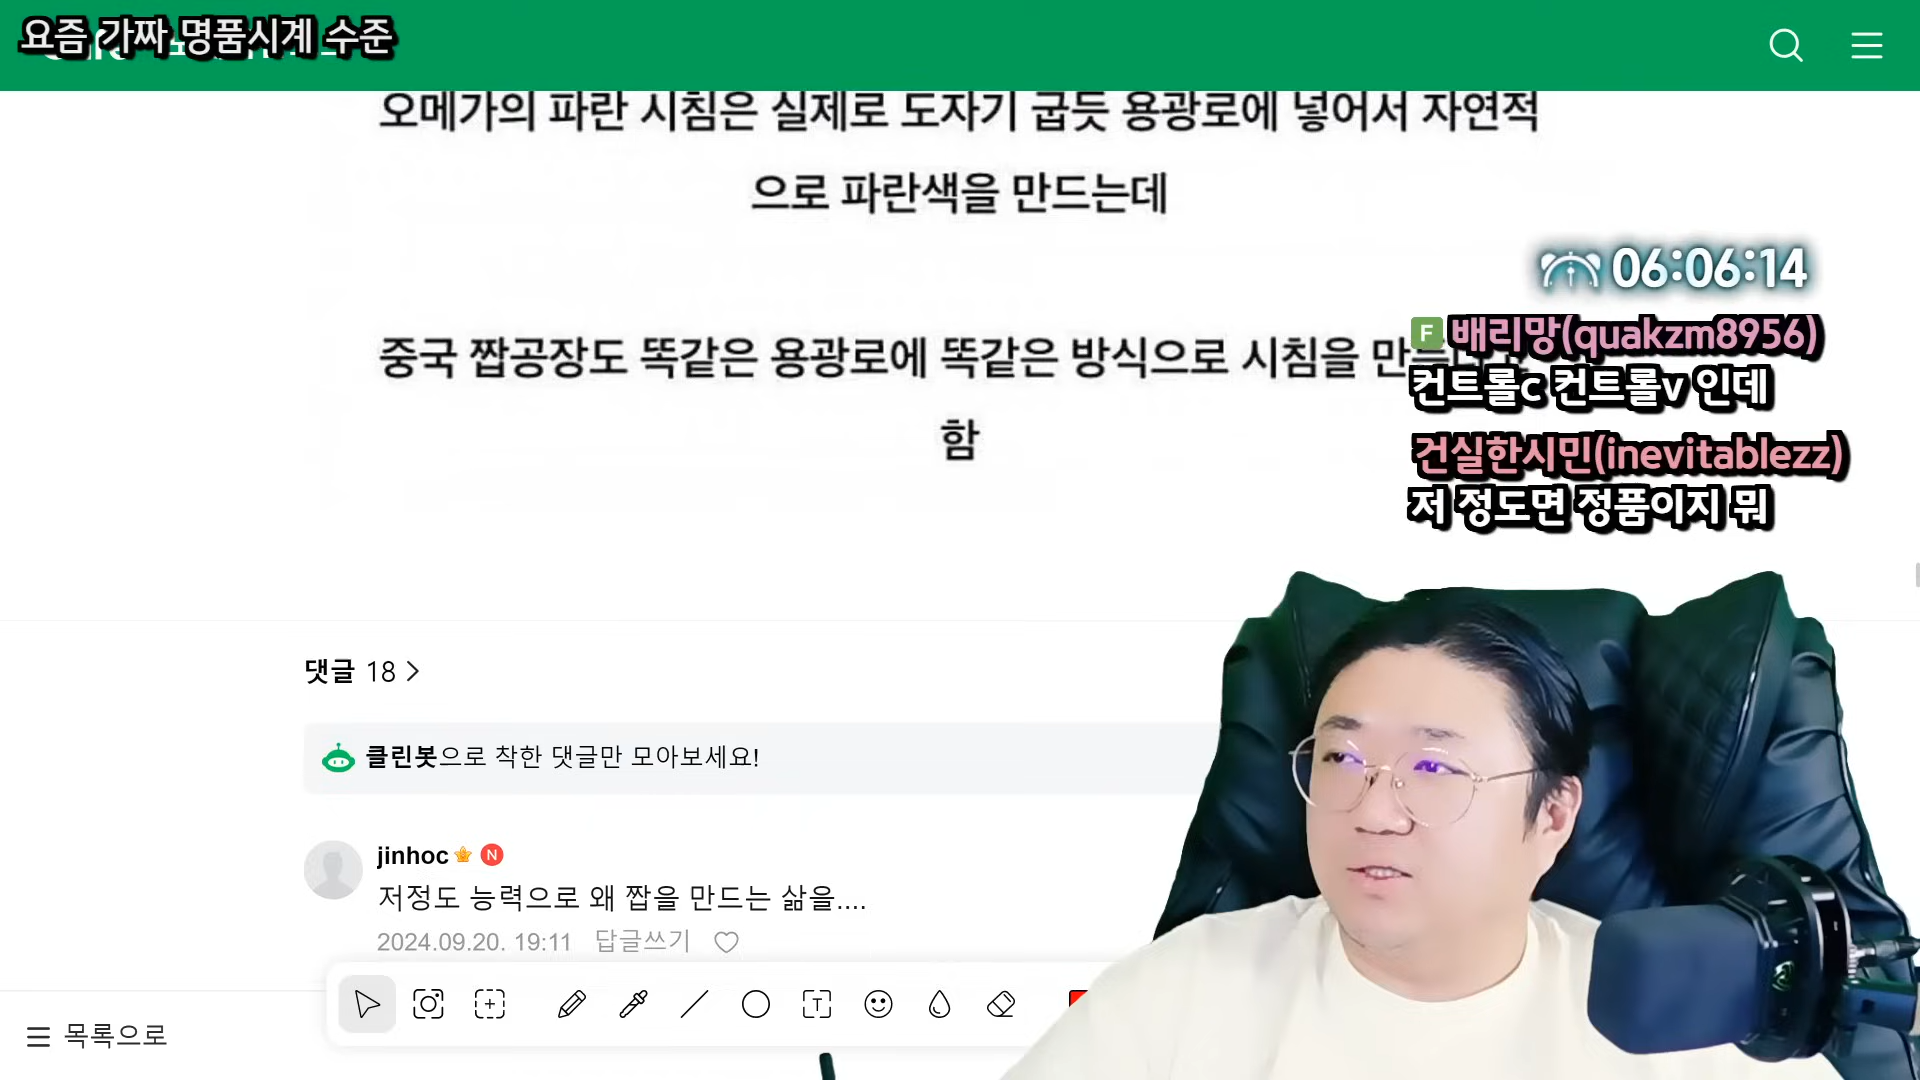 요즘 가짜 명품시계 수준
오메가의 파란 시침은 실제로 도자기 굽듯 용광로에 넣어서 자연적
으로 파란색을 만드는데
06:06:14
중국 짭공장도 똑같은 용광로에 똑같은 방식으로 시침을
함
F 배리망(quakzm8956)
컨트롤c 컨트롤v 인데
건실한시민(inevitablezz)
저 정도면 정품이지 뭐
댓글 18
클린봇으로 착한 댓글만 모아보세요!
jinhoc N
저정도 능력으로 왜 짭을 만드는 삶을....
2024.09.20. 19:11 답글쓰기
T
목록으로